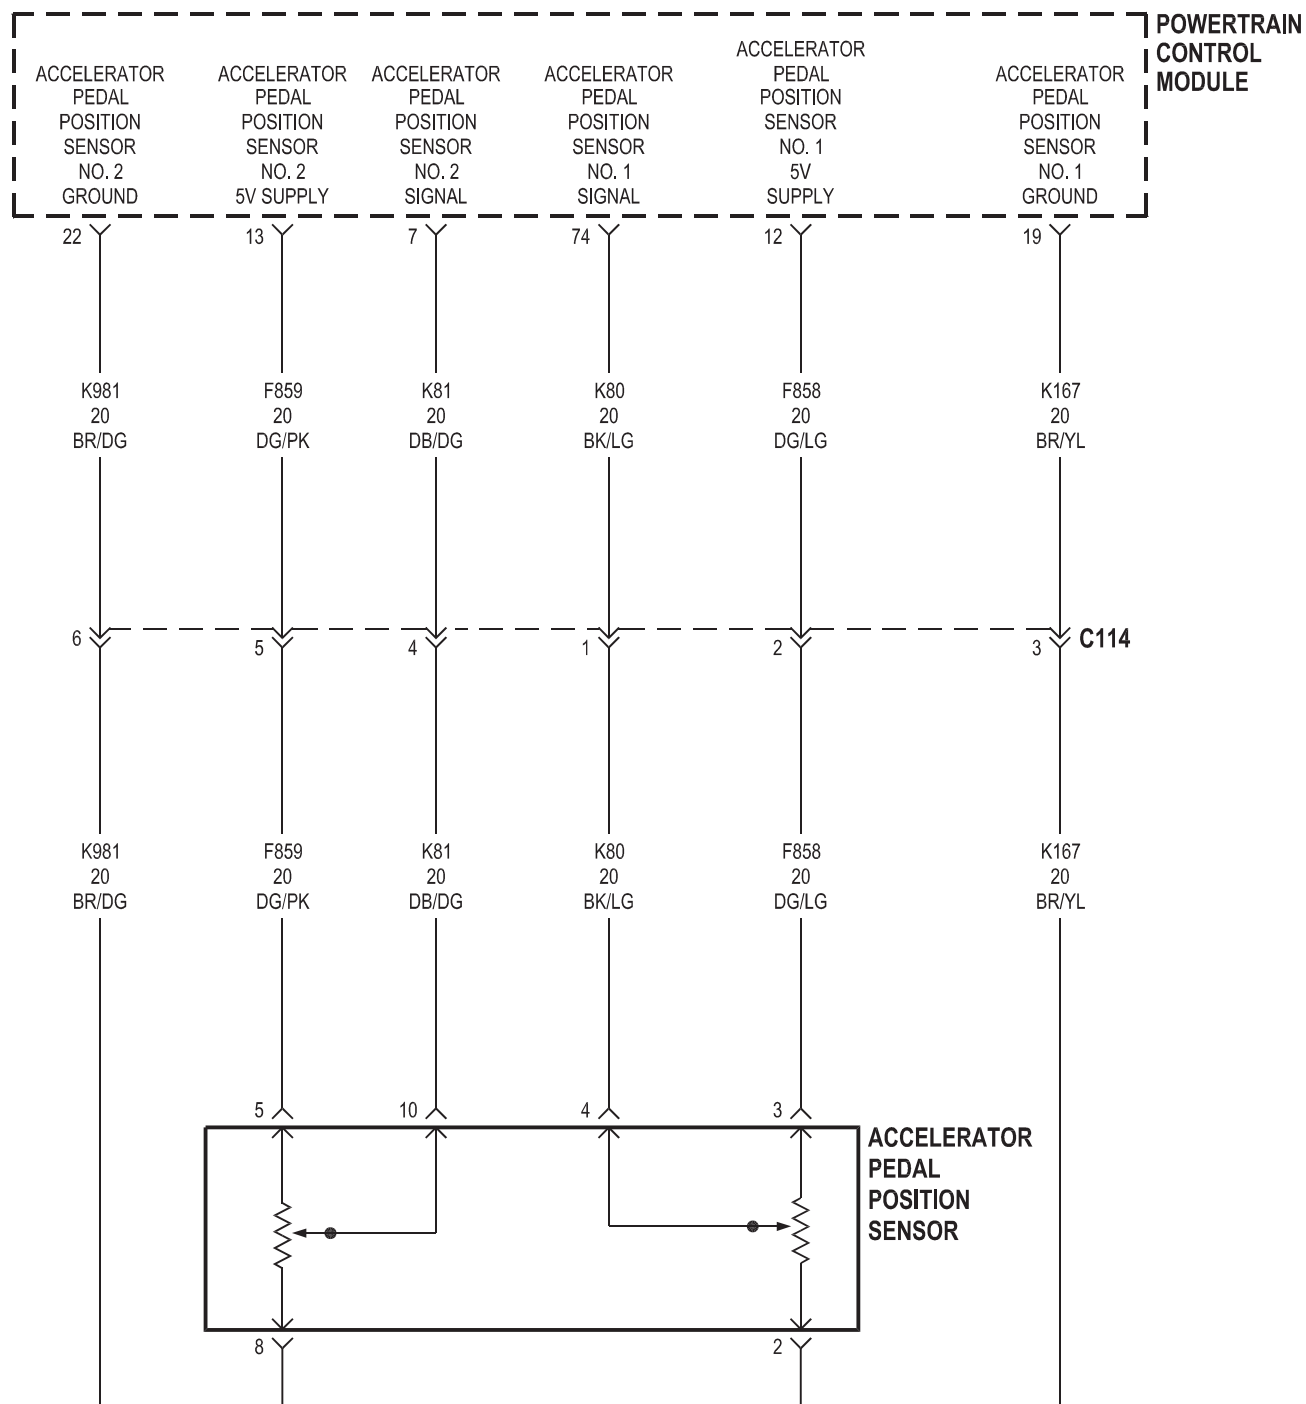 POWERTRAIN
CONTROL
MODULE
ACCELERATOR
PEDAL
POSITION
SENSOR
NO. 2
GROUND
ACCELERATOR
PEDAL
POSITION
SENSOR
NO. 2
5V SUPPLY
ACCELERATOR
PEDAL
POSITION
SENSOR
NO. 2
SIGNAL
ACCELERATOR
PEDAL
POSITION
SENSOR
NO. 1
SIGNAL
ACCELERATOR
PEDAL
POSITION
SENSOR
NO. 1
5V
SUPPLY
ACCELERATOR
PEDAL
POSITION
SENSOR
NO. 1
GROUND
22 13 7 74 12 19
K981 F859 K81 K80 F858 K167
20 20 20 20 20 20
BR/DG DG/PK DB/DG BK/LG DG/LG BR/YL
6 5 4 1 2 3 C114
K981 F859 K81 K80 F858 K167
20 20 20 20 20 20
BR/DG DG/PK DB/DG BK/LG DG/LG BR/YL
5 10 4 3
ACCELERATOR
PEDAL
POSITION
SENSOR
8 2